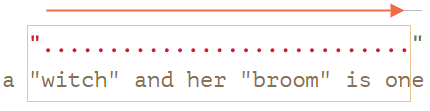 "............................"
a "witch" and her "broom" is one